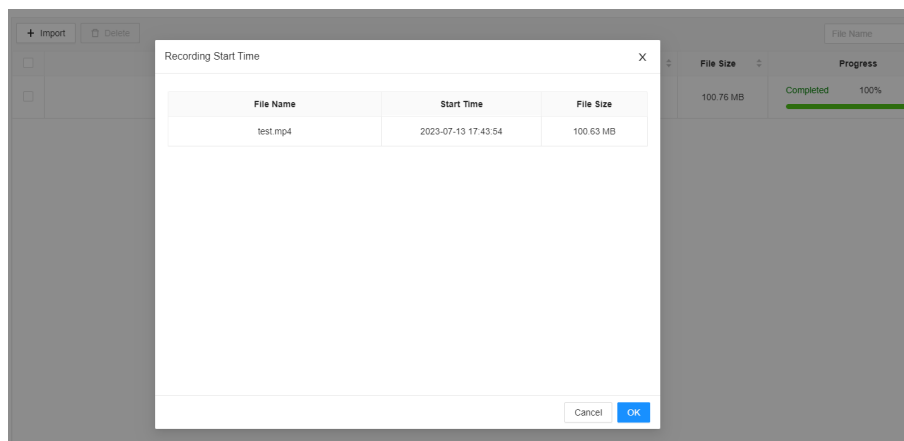 + Import
Delete
File Name
File Size
Progress
100.76 MB
Completed 100%
Recording Start Time
X
File Name Start Time File Size
test.mp4 2023-07-13 17:43:54 100.63 MB
Cancel OK